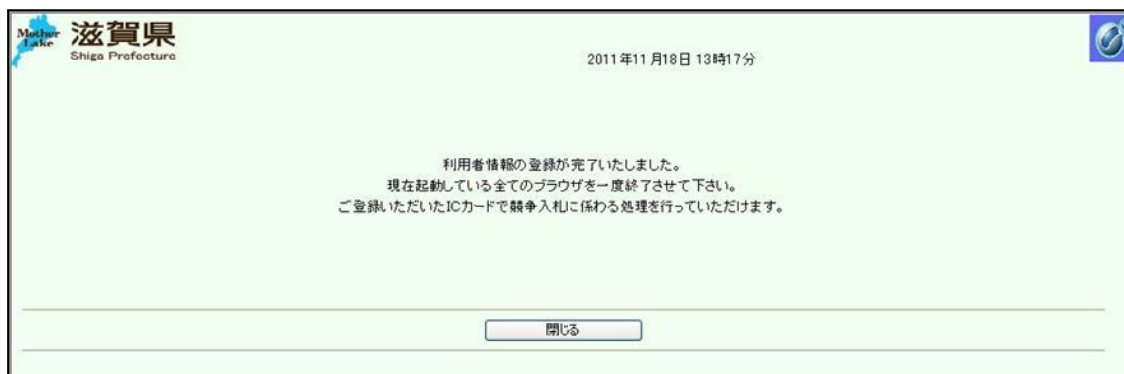 Mother
Lake
滋賀県
Shiga Prefecture
2011年11月18日 13時17分
利用者情報の登録が完了いたしました。
現在起動している全てのブラウザを一度終了させて下さい。
ご登録いただいたICカードで競争入札に係わる処理を行っていただけます。
閉じる